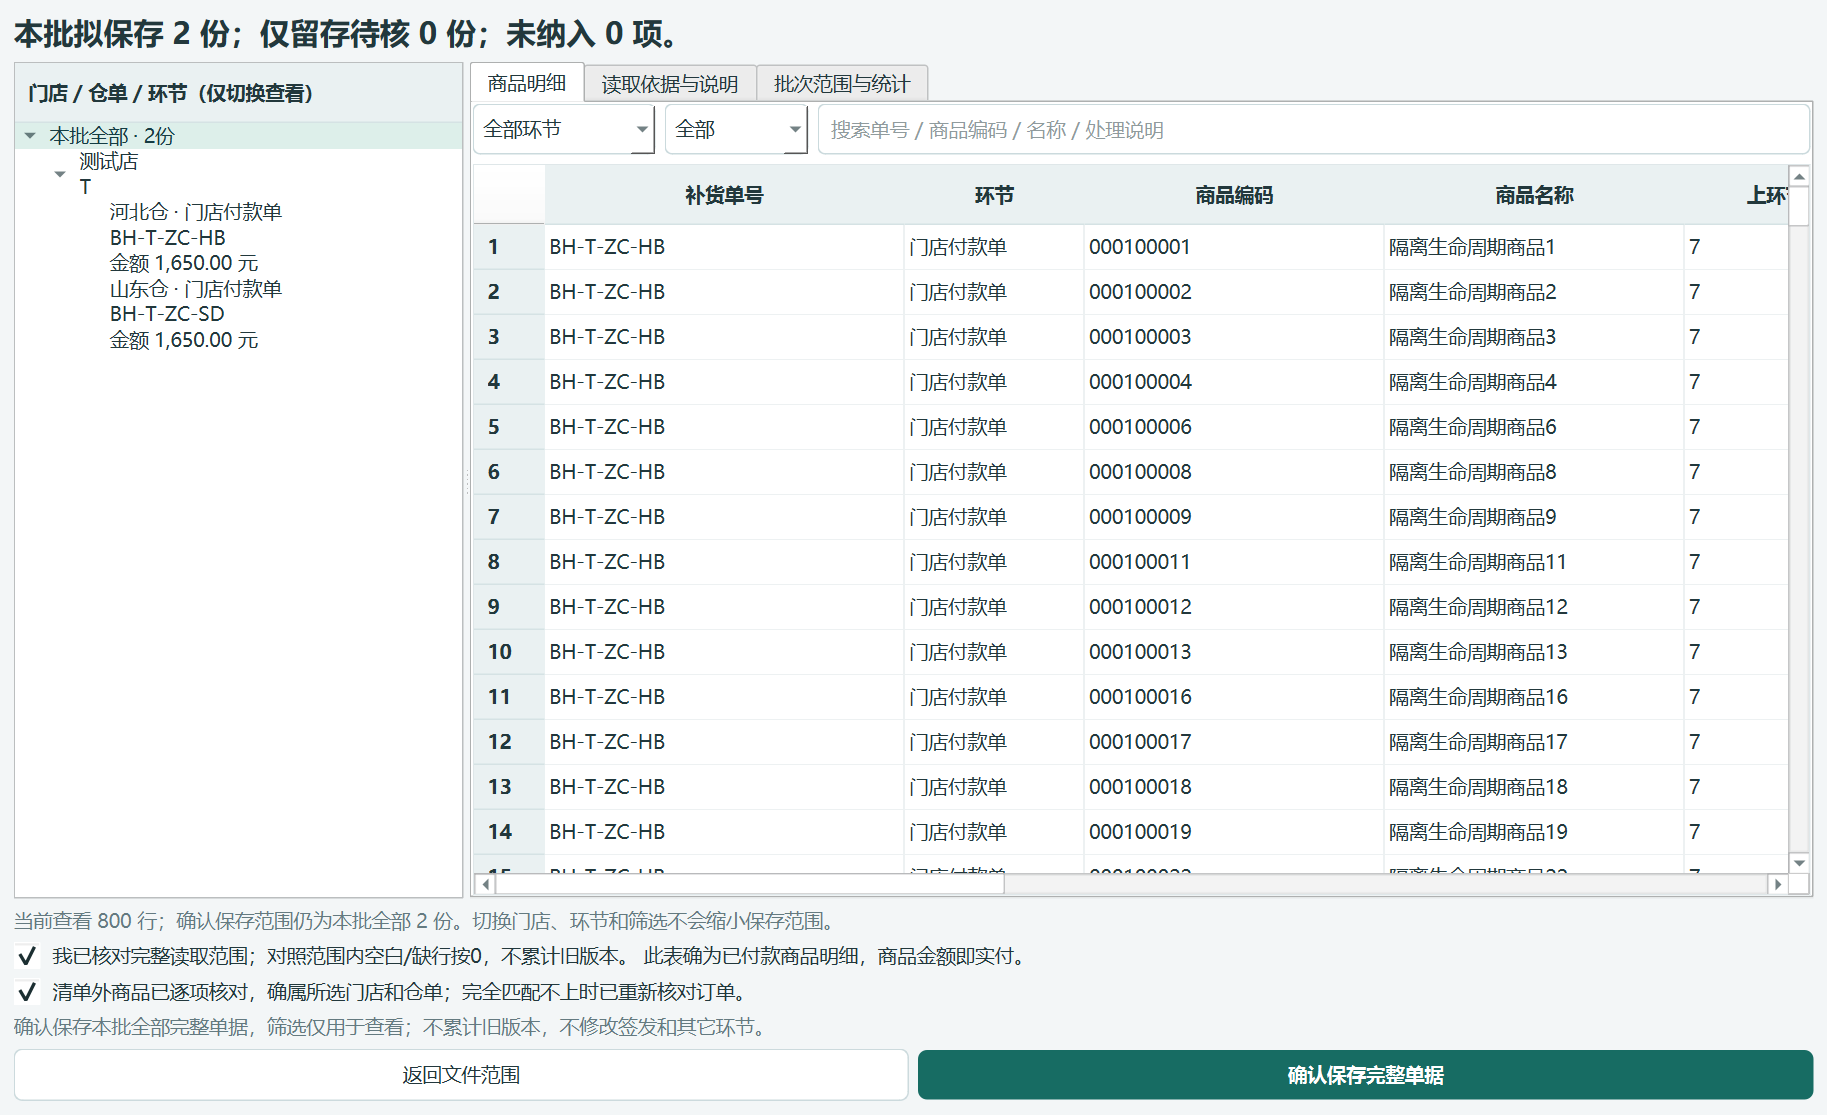 本批拟保存 2 份；仅留存待核 0 份；未纳入 0 项。
门店 / 仓单 / 环节（仅切换查看）
本批全部 · 2份
测试店
T
河北仓 · 门店付款单
BH-T-ZC-HB
金额 1,650.00 元
山东仓 · 门店付款单
BH-T-ZC-SD
金额 1,650.00 元
商品明细 读取依据与说明 批次范围与统计
全部环节 全部 搜索单号 / 商品编码 / 名称 / 处理说明
补货单号 环节 商品编码 商品名称 上环
1 BH-T-ZC-HB 门店付款单 000100001 隔离生命周期商品1 7
2 BH-T-ZC-HB 门店付款单 000100002 隔离生命周期商品2 7
3 BH-T-ZC-HB 门店付款单 000100003 隔离生命周期商品3 7
4 BH-T-ZC-HB 门店付款单 000100004 隔离生命周期商品4 7
5 BH-T-ZC-HB 门店付款单 000100006 隔离生命周期商品6 7
6 BH-T-ZC-HB 门店付款单 000100008 隔离生命周期商品8 7
7 BH-T-ZC-HB 门店付款单 000100009 隔离生命周期商品9 7
8 BH-T-ZC-HB 门店付款单 000100011 隔离生命周期商品11 7
9 BH-T-ZC-HB 门店付款单 000100012 隔离生命周期商品12 7
10 BH-T-ZC-HB 门店付款单 000100013 隔离生命周期商品13 7
11 BH-T-ZC-HB 门店付款单 000100016 隔离生命周期商品16 7
12 BH-T-ZC-HB 门店付款单 000100017 隔离生命周期商品17 7
13 BH-T-ZC-HB 门店付款单 000100018 隔离生命周期商品18 7
14 BH-T-ZC-HB 门店付款单 000100019 隔离生命周期商品19 7
当前查看 800 行；确认保存范围仍为本批全部 2 份。切换门店、环节和筛选不会缩小保存范围。
我已核对完整读取范围；对照范围内空白/缺行按0，不累计旧版本。 此表确为已付款商品明细，商品金额即实付。
清单外商品已逐项核对，确属所选门店和仓单；完全匹配不上时已重新核对订单。
确认保存本批全部完整单据，筛选仅用于查看；不累计旧版本，不修改签发和其它环节。
返回文件范围 确认保存完整单据